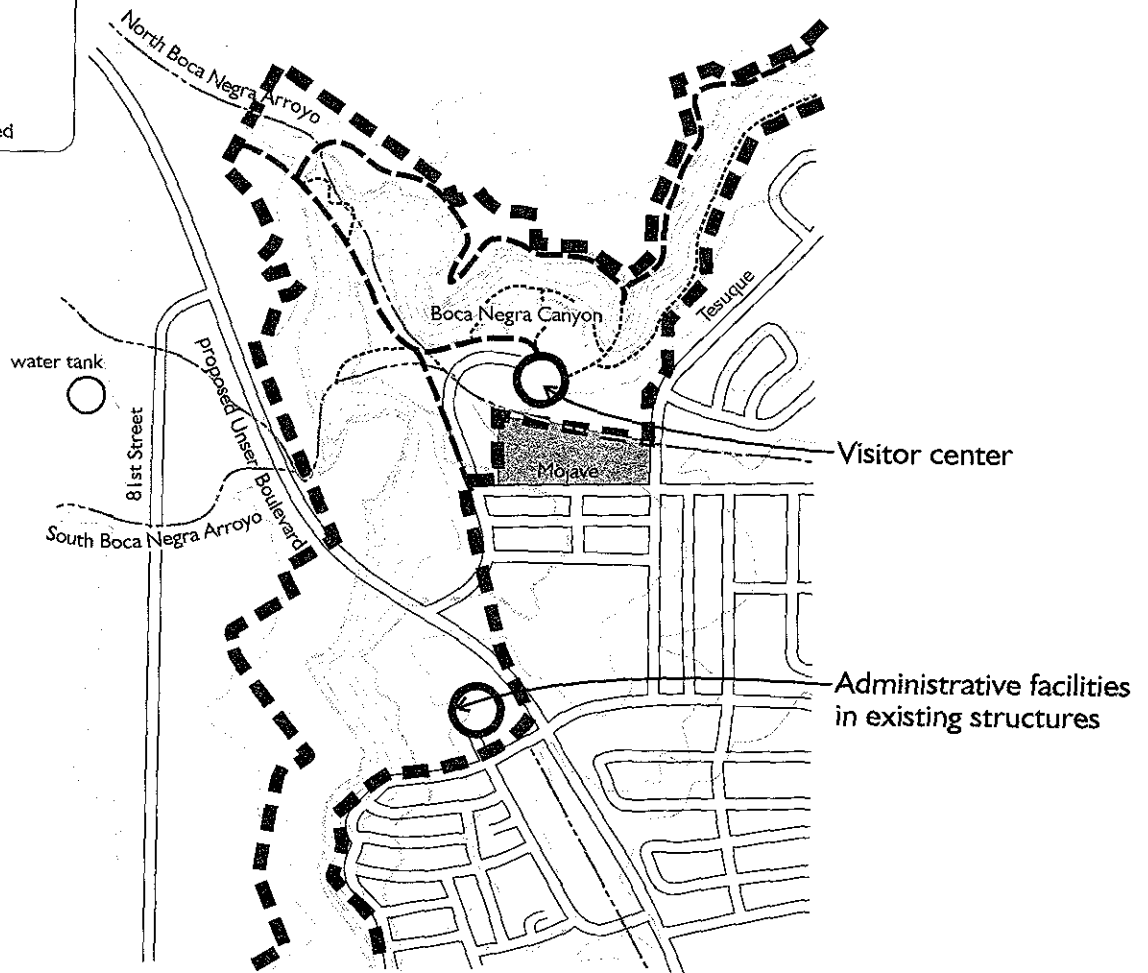 North Boca Negra Arroyo
ed
Tesuque
Boca Negra Canyon
water tank
proposed Unser Boulevard
81st Street
Visitor center
Mojave
South Boca Negra Arroyo
Administrative facilities
in existing structures